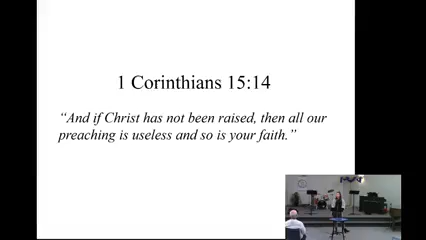 1 Corinthians 15:14
“And if Christ has not been raised, then all our
preaching is useless and so is your faith.”